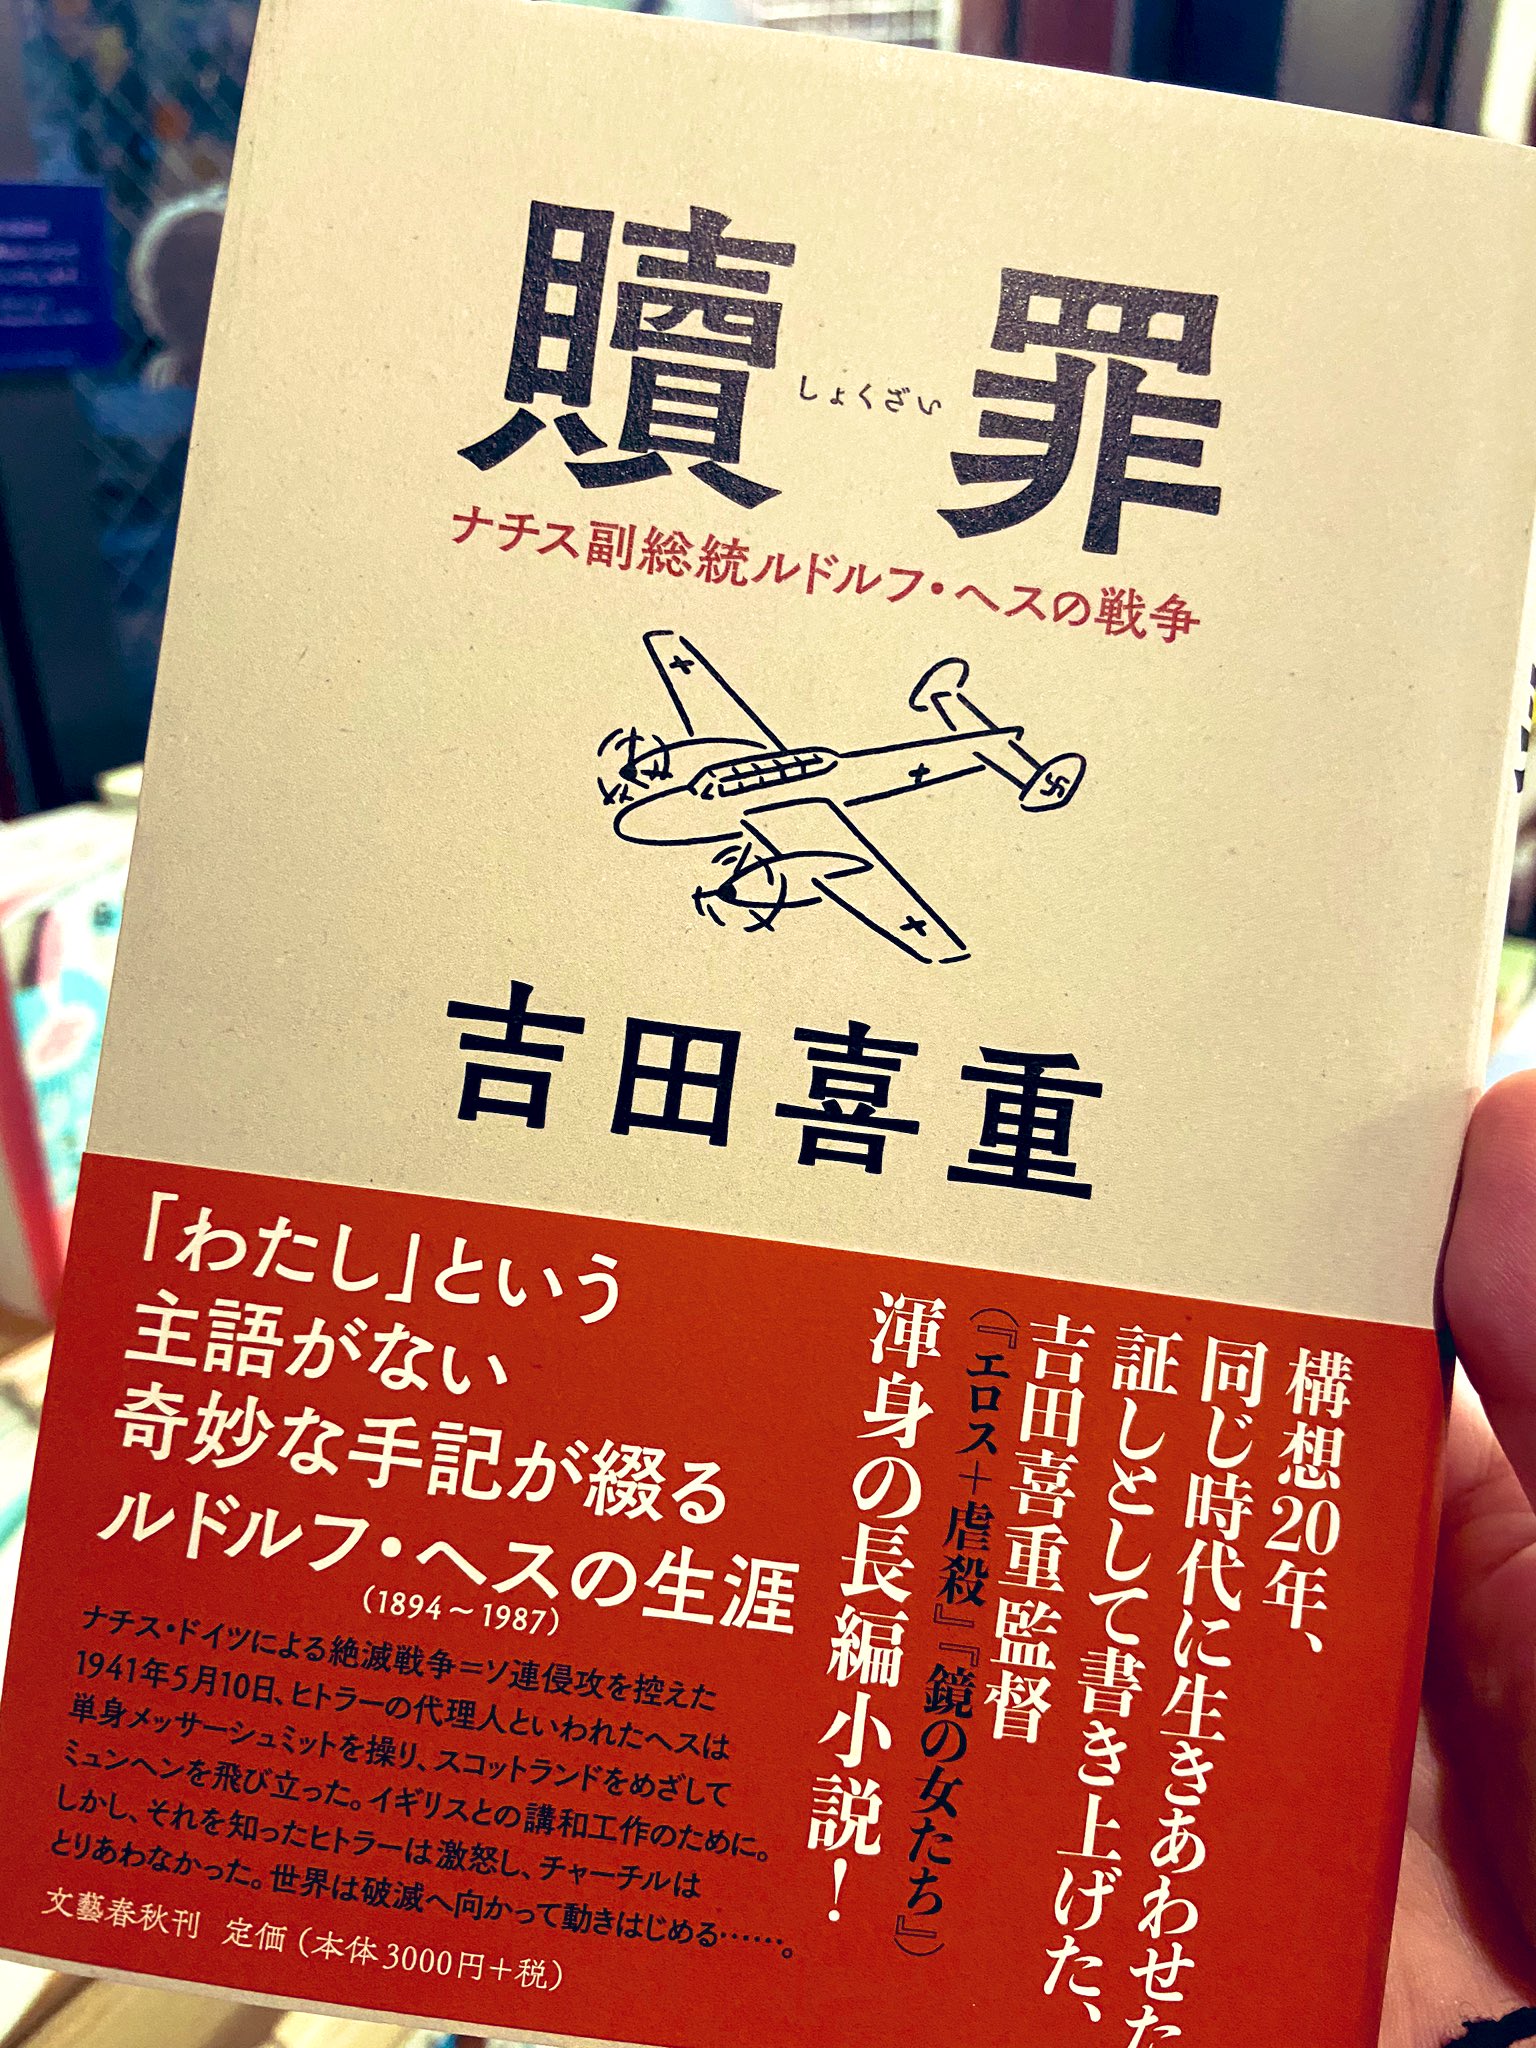 贖罪
しょくざい
ナチス副総統ルドルフ・ヘスの戦争
吉田喜重
構想20年、
同じ時代に生きあわせた
証しとして書き上げた、
吉田喜重監督
(『エロス+虐殺』『鏡の女たち』)
渾身の長編小説!
「わたし」という
主語がない
奇妙な手記が綴る
ルドルフ・ヘスの生涯
(1894~1987)
ナチス・ドイツによる絶滅戦争=ソ連侵攻を控えた
1941年5月10日、ヒトラーの代理人といわれたヘスは
単身メッサーシュミットを操り、スコットランドをめざして
ミュンヘンを飛び立った。イギリスとの講和工作のために。
しかし、それを知ったヒトラーは激怒し、チャーチルは
とりあわなかった。世界は破滅へ向かって動きはじめる……。
文藝春秋刊 定価(本体3000円+税)